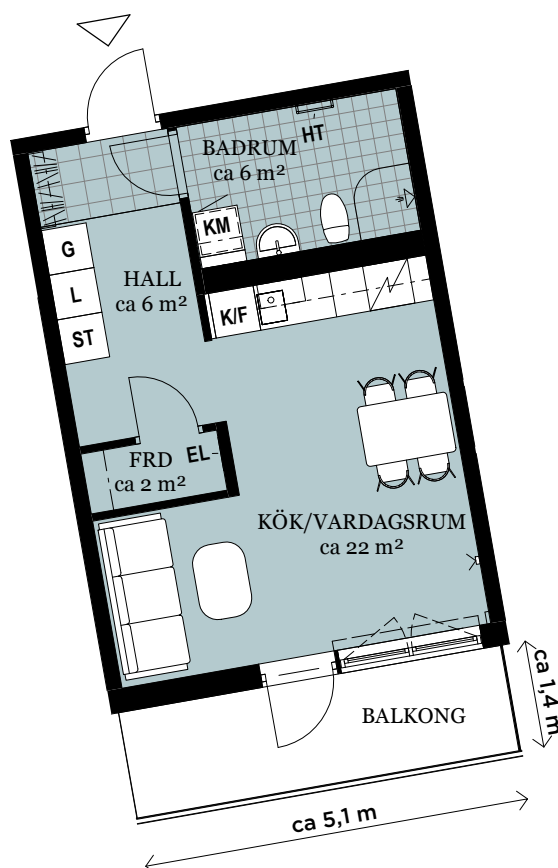 HT
BADRUM
ca 6 m²
KM
G
L
ST
HALL
ca 6 m²
K/F
FRD
ca 2 m²
EL
KÖK/VARDAGSRUM
ca 22 m²
BALKONG
ca 1,4 m
ca 5,1 m